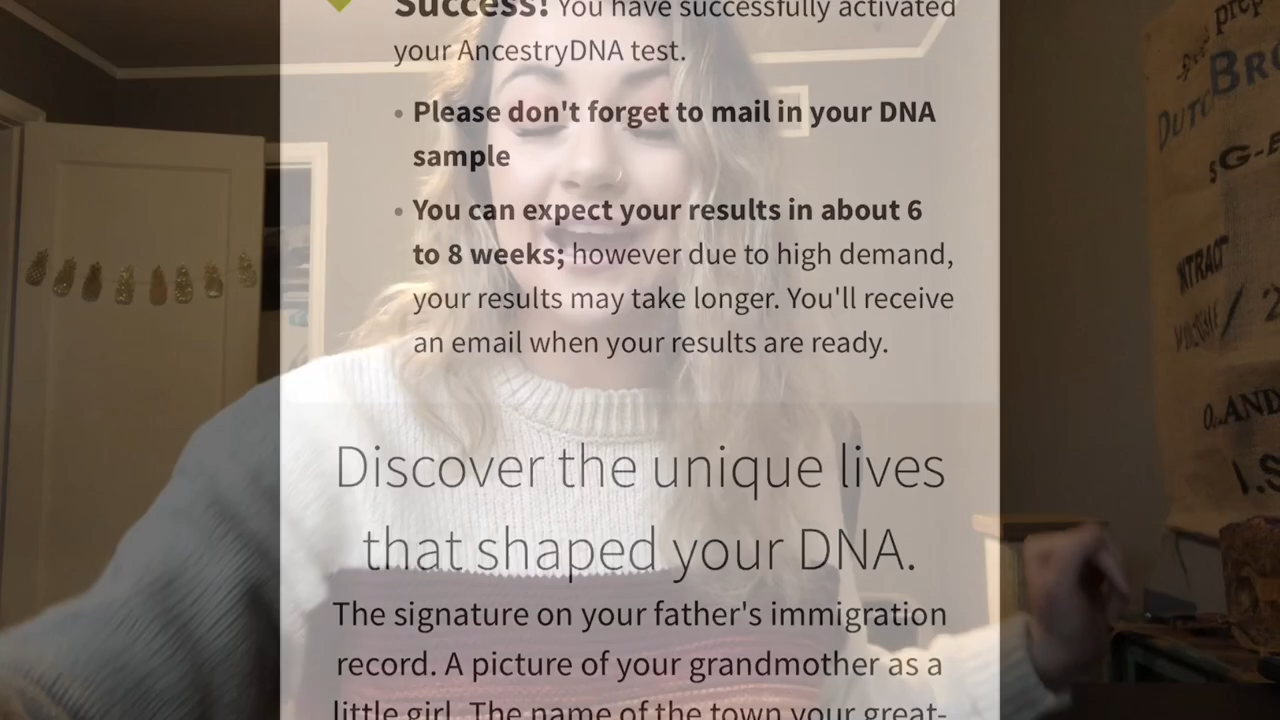 Success! You have successfully activated
your AncestryDNA test.
• Please don't forget to mail in your DNA
sample
• You can expect your results in about 6
to 8 weeks; however due to high demand,
your results may take longer. You'll receive
an email when your results are ready.
Discover the unique lives
that shaped your DNA.
The signature on your father's immigration
record. A picture of your grandmother as a
little girl. The name of the town your great-
BRO
DUTC
NTRACT
O..AND
I.S